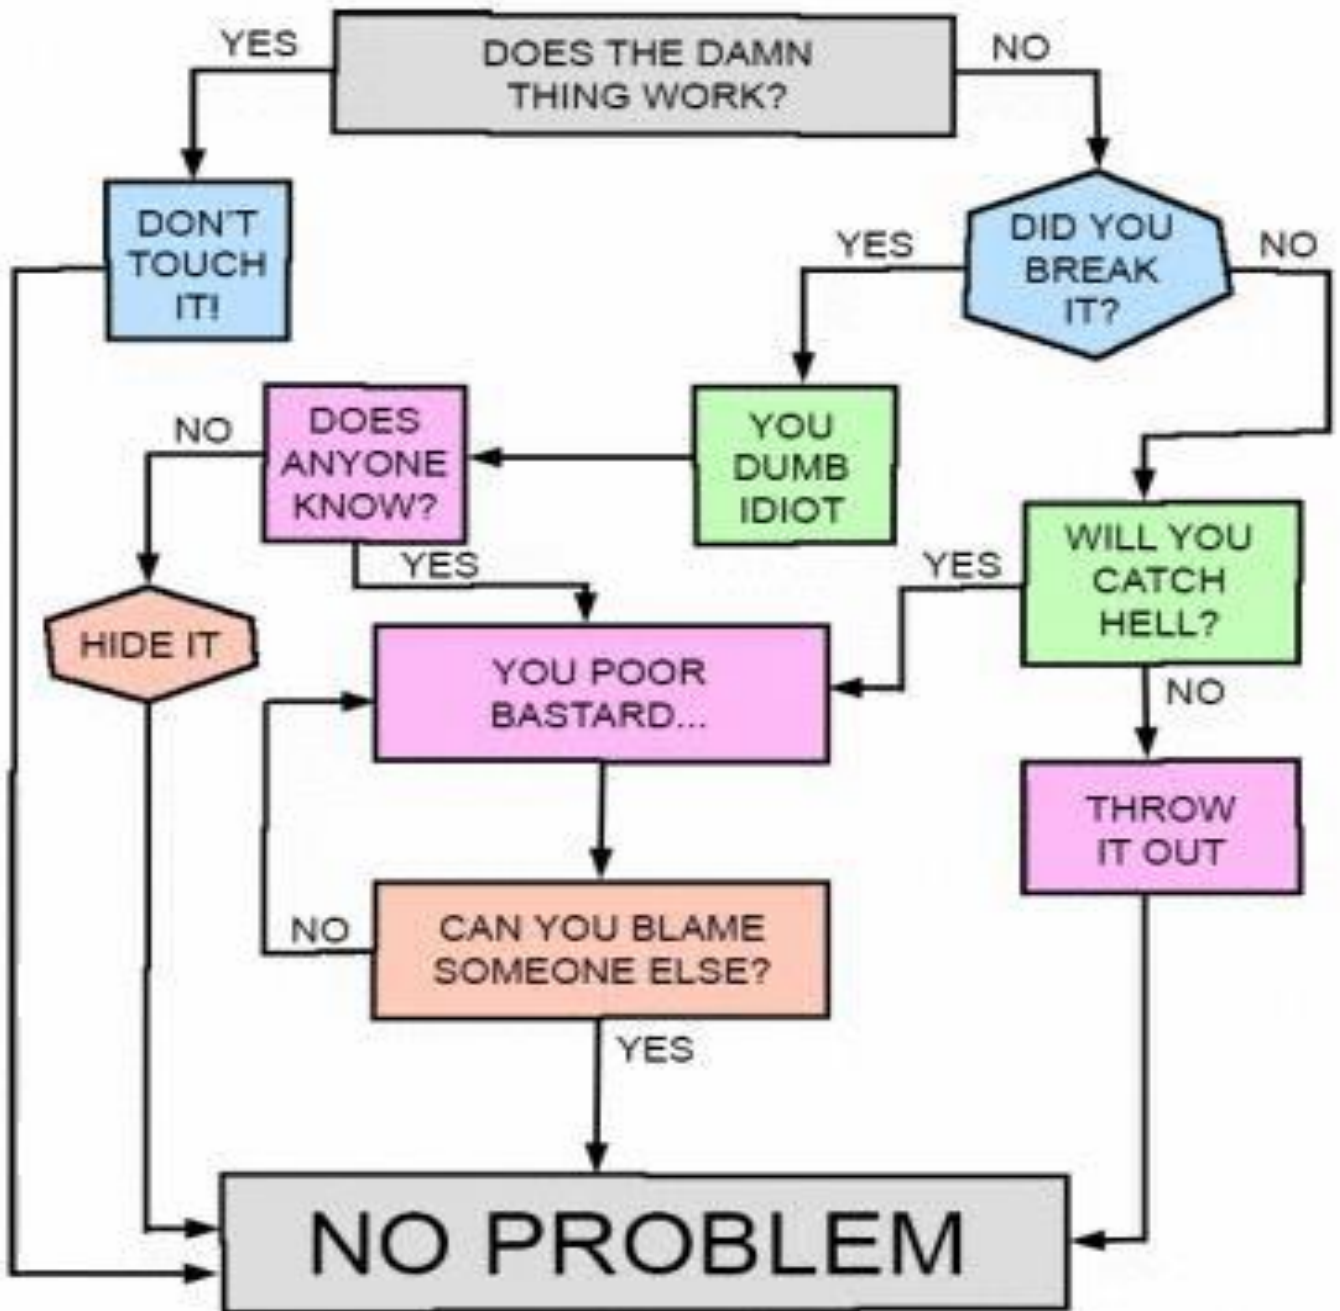 YES
DOES THE DAMN
THING WORK?
NO
DON'T
TOUCH
IT!
YES
DID YOU
BREAK
IT?
NO
NO
DOES
ANYONE
KNOW?
YOU
DUMB
IDIOT
YES
YES
WILL YOU
CATCH
HELL?
HIDE IT
YOU POOR
BASTARD...
NO
THROW
IT OUT
NO
CAN YOU BLAME
SOMEONE ELSE?
YES
NO PROBLEM